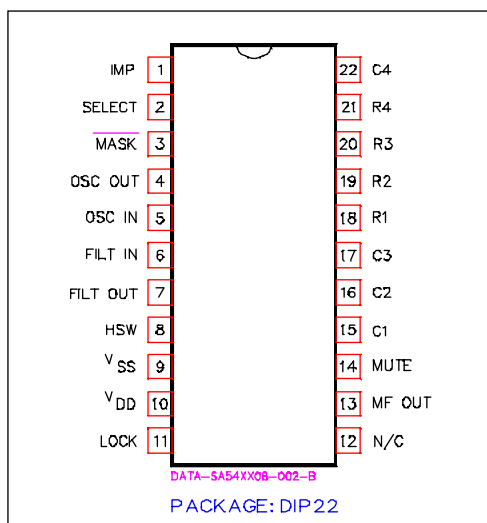 IMP 1 22 C4
SELECT 2 21 R4
MASK 3 20 R3
OSC OUT 4 19 R2
OSC IN 5 18 R1
FILT IN 6 17 C3
FILT OUT 7 16 C2
HSW 8 15 C1
VSS 9 14 MUTE
VDD 10 13 MF OUT
LOCK 11 12 N/C
DATA-SA54XX08-002-B
PACKAGE: DIP22